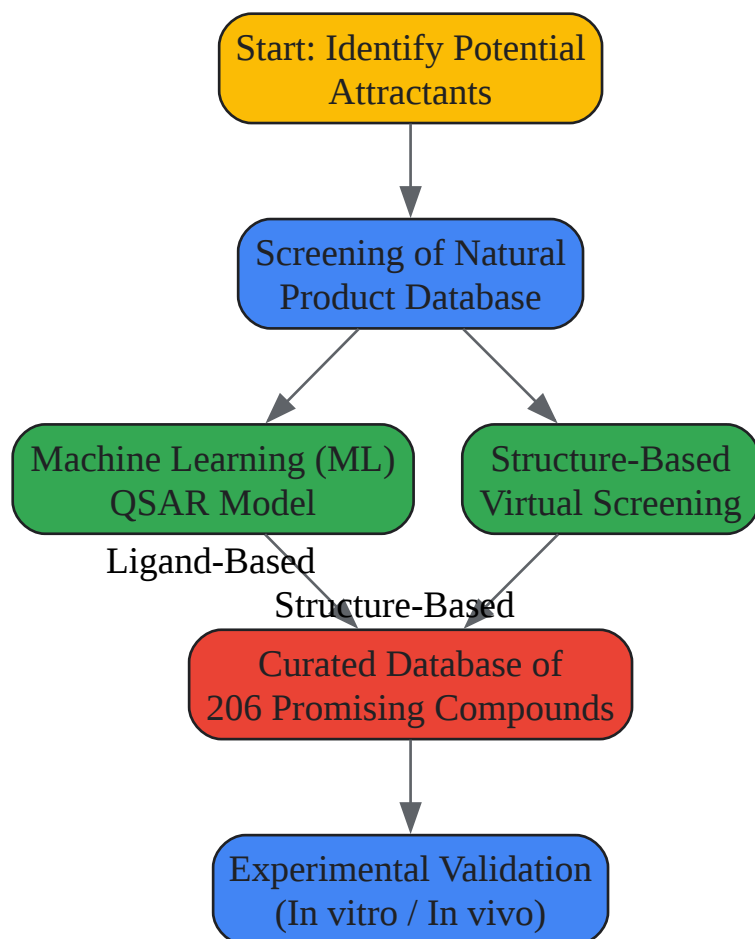 Start: Identify Potential
Attractants
Screening of Natural
Product Database
Machine Learning (ML)
QSAR Model
Structure-Based
Virtual Screening
Ligand-Based
Structure-Based
Curated Database of
206 Promising Compounds
Experimental Validation
(In vitro / In vivo)